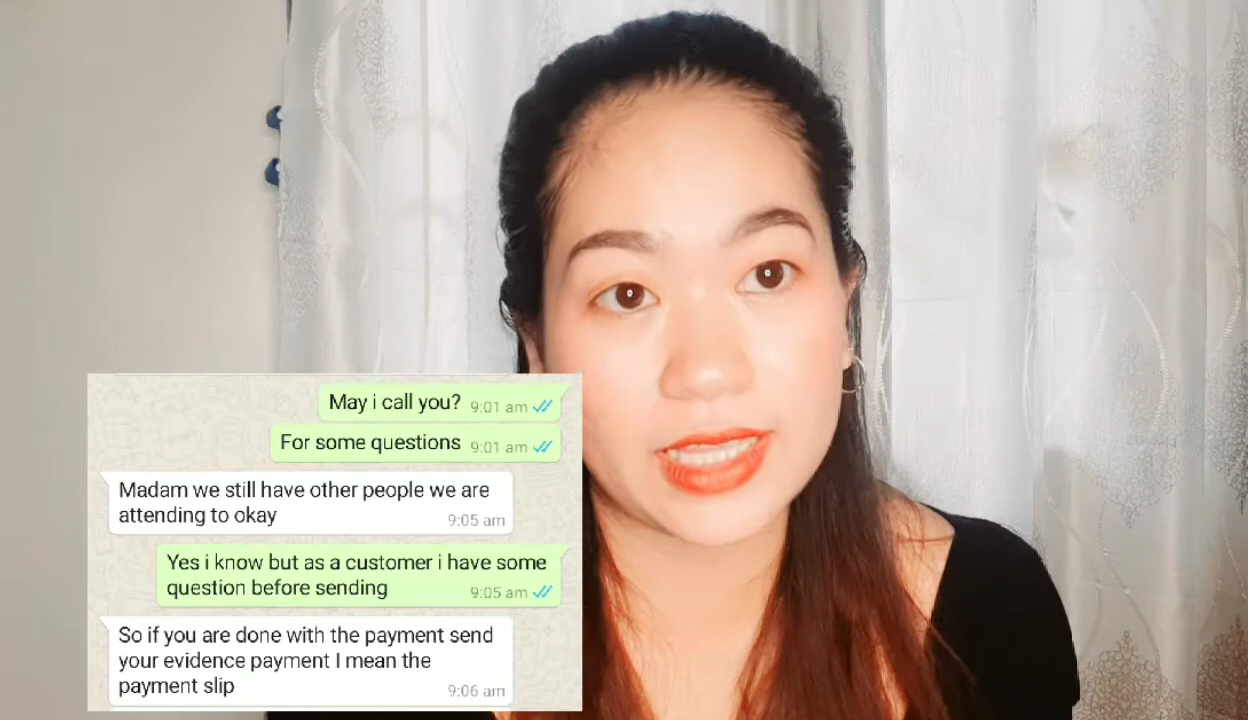 May i call you? 9:01 am
For some questions 9:01 am
Madam we still have other people we are
attending to okay 9:05 am
Yes i know but as a customer i have some
question before sending 9:05 am
So if you are done with the payment send
your evidence payment I mean the
payment slip 9:06 am